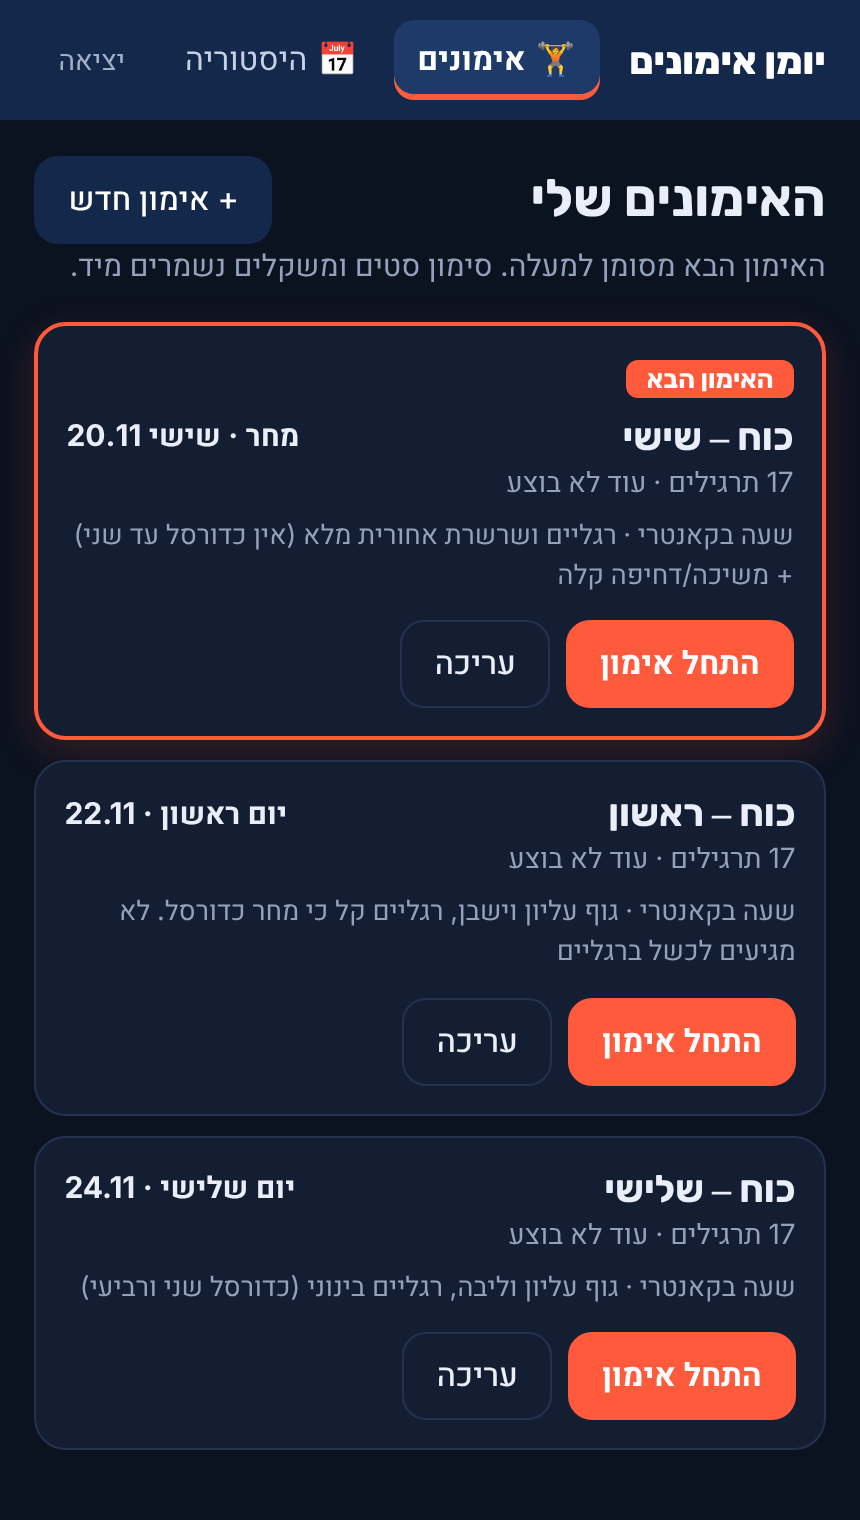 יומן אימונים
🏋️ אימונים
📅 היסטוריה
יציאה
האימונים שלי
+ אימון חדש
האימון הבא מסומן למעלה. סימון סטים ומשקלים נשמרים מיד.
האימון הבא
כוח – שישי
מחר · שישי 20.11
17 תרגילים · עוד לא בוצע
שעה בקאנטרי · רגליים ושרשרת אחורית מלא (אין כדורסל עד שני)
+ משיכה/דחיפה קלה
התחל אימון
עריכה
כוח – ראשון
יום ראשון · 22.11
17 תרגילים · עוד לא בוצע
שעה בקאנטרי · גוף עליון וישבן, רגליים קל כי מחר כדורסל. לא
מגיעים לכשל ברגליים
התחל אימון
עריכה
כוח – שלישי
יום שלישי · 24.11
17 תרגילים · עוד לא בוצע
שעה בקאנטרי · גוף עליון וליבה, רגליים בינוני (כדורסל שני ורביעי)
התחל אימון
עריכה